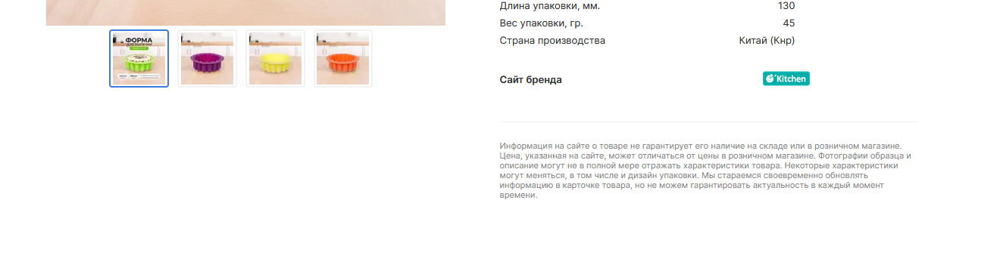 Длина упаковки, мм. 130
Вес упаковки, гр. 45
Страна производства Китай (Кнр)
ФОРМА
ДЛЯ ВЫПЕЧКИ
Сайт бренда Kitchen
Информация на сайте о товаре не гарантирует его наличие на складе или в розничном магазине.
Цена, указанная на сайте, может отличаться от цены в розничном магазине. Фотографии образца и
описание могут не в полной мере отражать характеристики товара. Некоторые характеристики
могут меняться, в том числе и дизайн упаковки. Мы стараемся своевременно обновлять
информацию в карточке товара, но не можем гарантировать актуальность в каждый момент
времени.